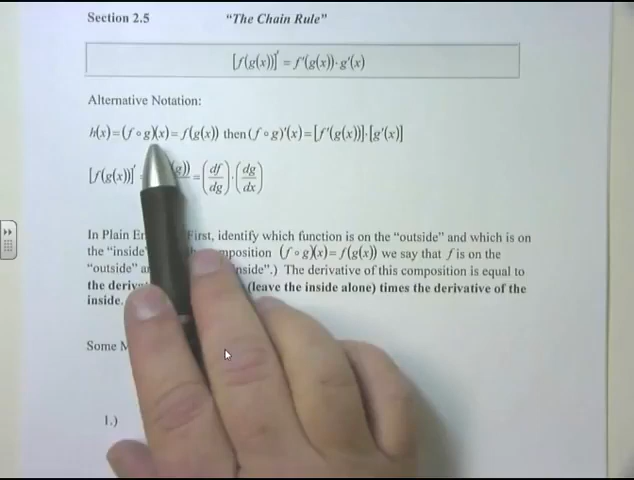 Section 2.5 "The Chain Rule"
[f(g(x))]' = f'(g(x))·g'(x)
Alternative Notation:
h(x)=(f∘g)(x)=f(g(x)) then (f∘g)'(x)=[f'(g(x))]·[g'(x)]
[f(g(x))]' = (g)) = (df/dg)·(dg/dx)
In Plain En First, identify which function is on the "outside" and which is on
the "inside" mposition (f∘g)(x)=f(g(x)) we say that f is on the
"outside" nside".) The derivative of this composition is equal to
the (leave the inside alone) times the derivative of the
inside.
Some
1.)